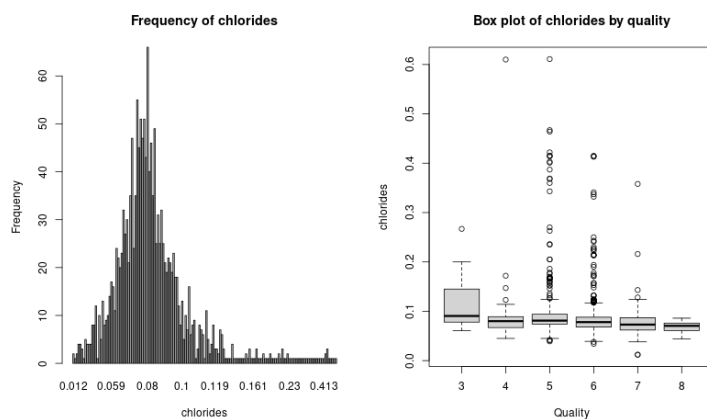 Frequency of chlorides
Frequency
0
10
20
30
40
50
60
0.012 0.059 0.08 0.1 0.119 0.161 0.23 0.413
chlorides
Box plot of chlorides by quality
chlorides
0.0
0.1
0.2
0.3
0.4
0.5
0.6
3 4 5 6 7 8
Quality